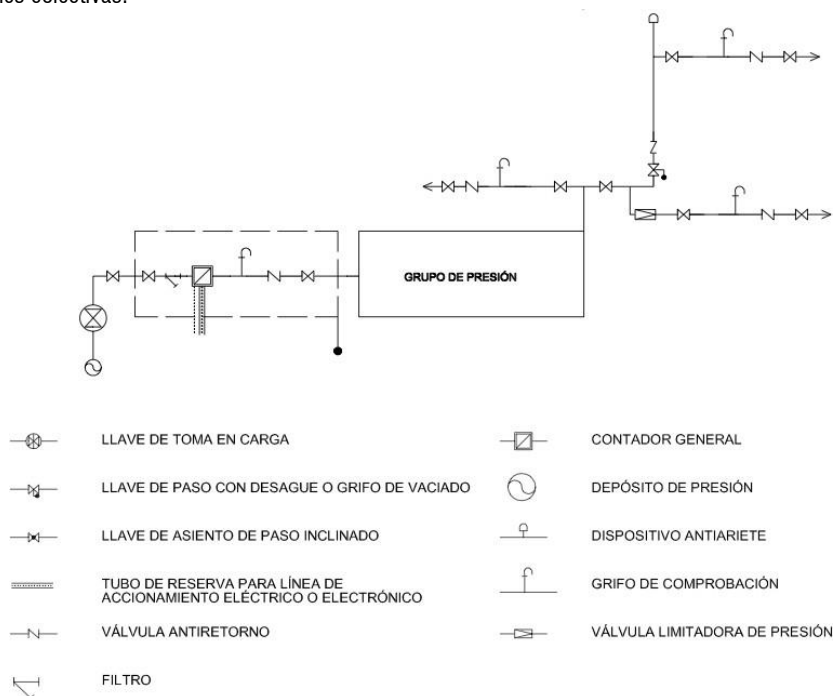 colectivas.
GRUPO DE PRESIÓN
LLAVE DE TOMA EN CARGA
LLAVE DE PASO CON DESAGUE O GRIFO DE VACIADO
LLAVE DE ASIENTO DE PASO INCLINADO
TUBO DE RESERVA PARA LÍNEA DE
ACCIONAMIENTO ELÉCTRICO O ELECTRÓNICO
VÁLVULA ANTIRETORNO
FILTRO
CONTADOR GENERAL
DEPÓSITO DE PRESIÓN
DISPOSITIVO ANTIARIETE
GRIFO DE COMPROBACIÓN
VÁLVULA LIMITADORA DE PRESIÓN